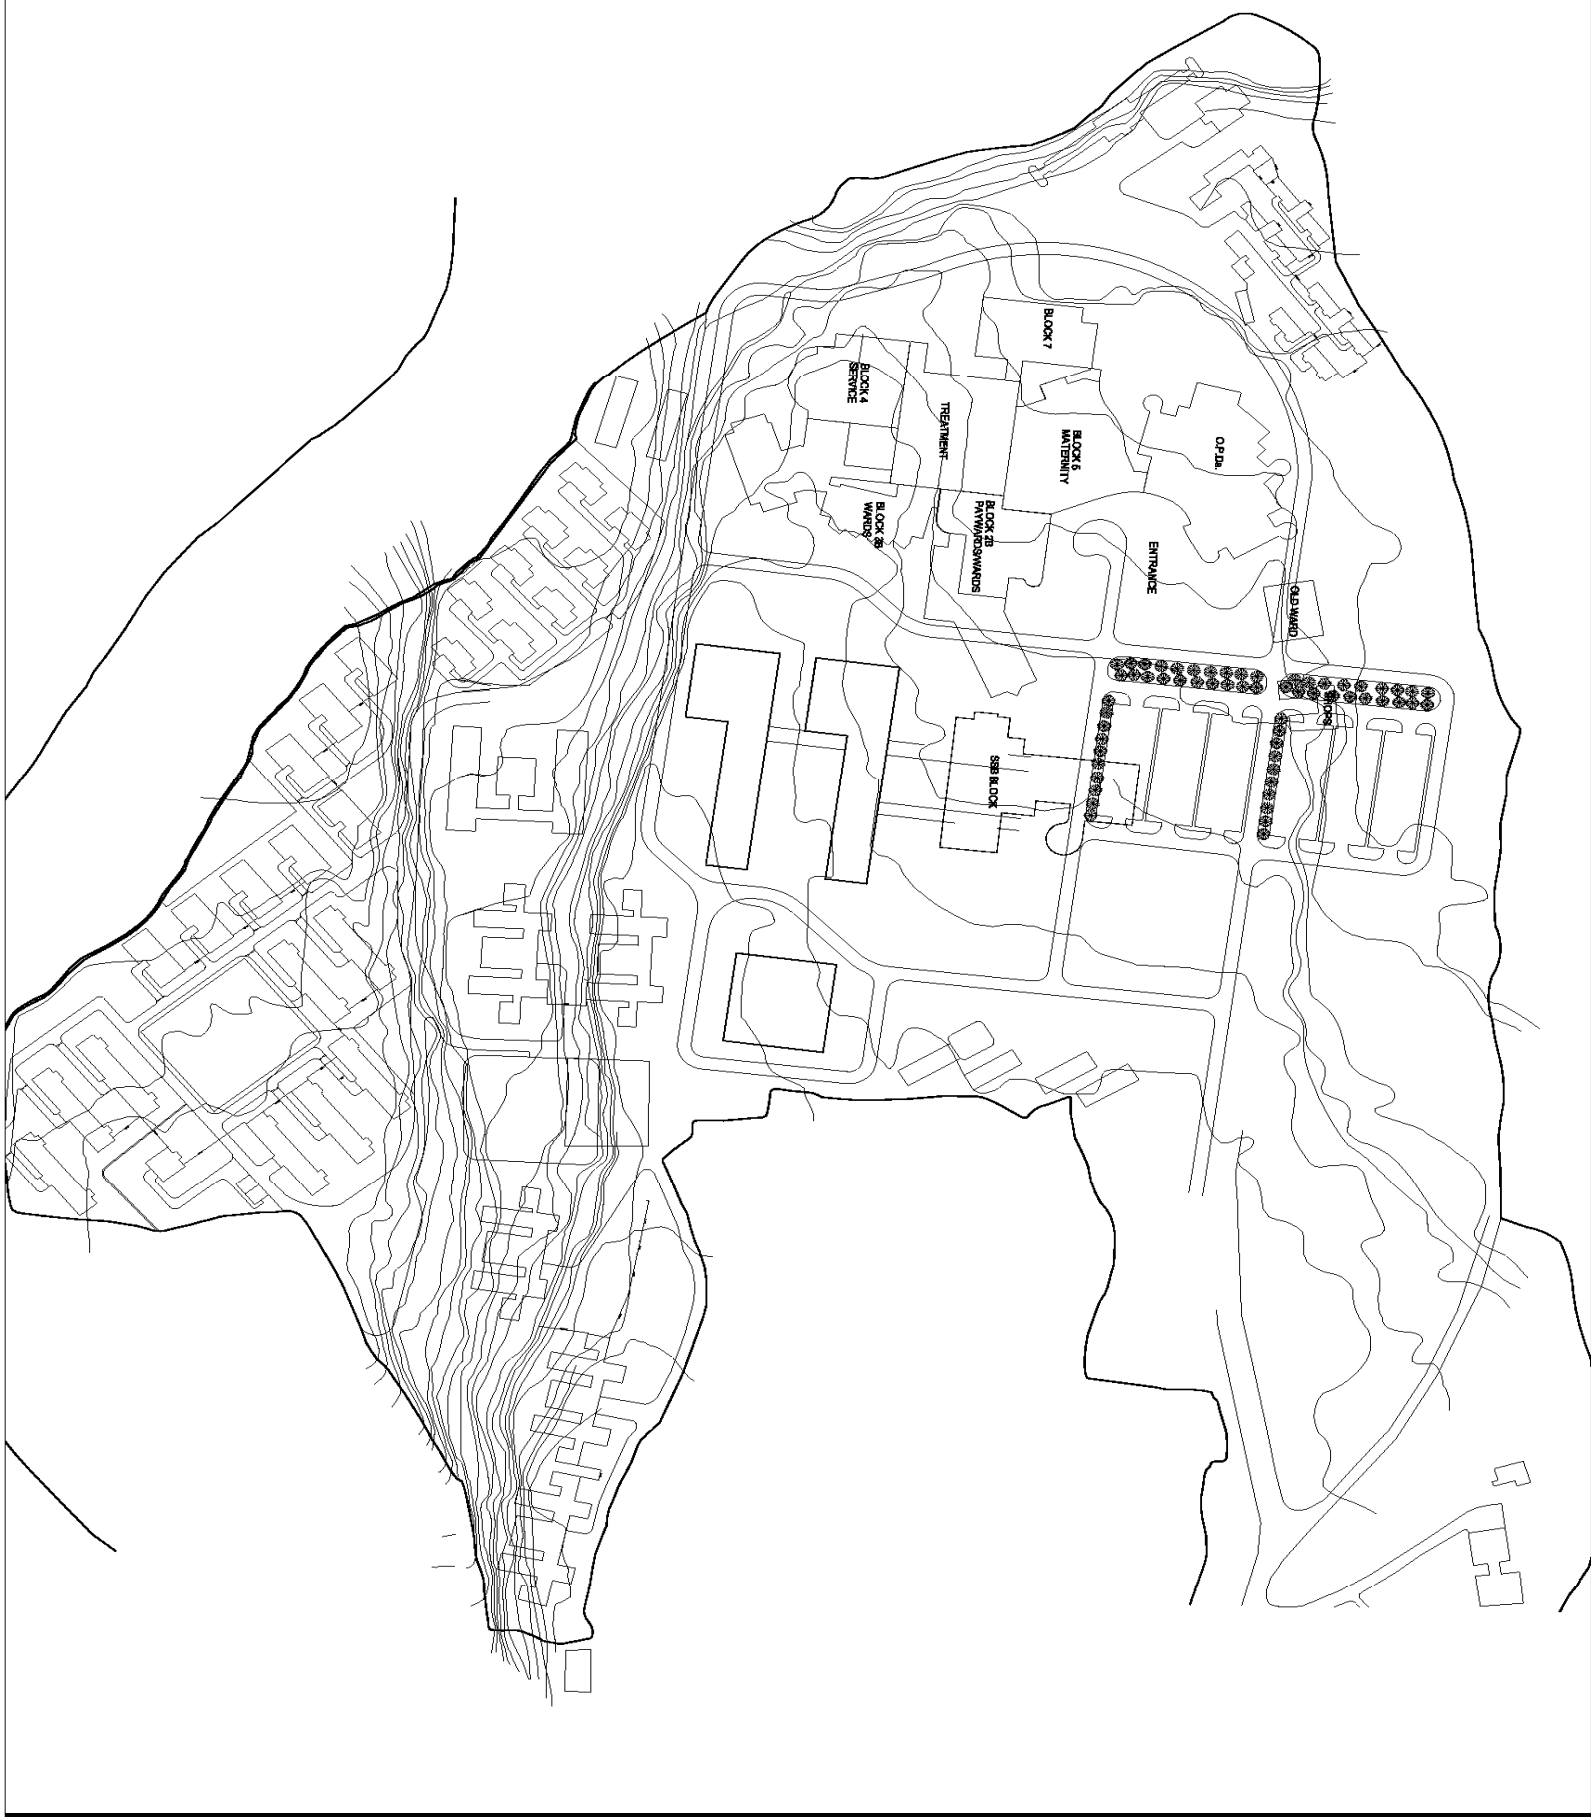 BLOCK 7
BLOCK 4
SERVICE
TREATMENT
BLOCK 5
MATERNITY
O.P.Ds.
BLOCK 3B
WARDS
BLOCK 2B
PAYWARDS/WARDS
ENTRANCE
OLD WARD
SHOPS
SSB BLOCK